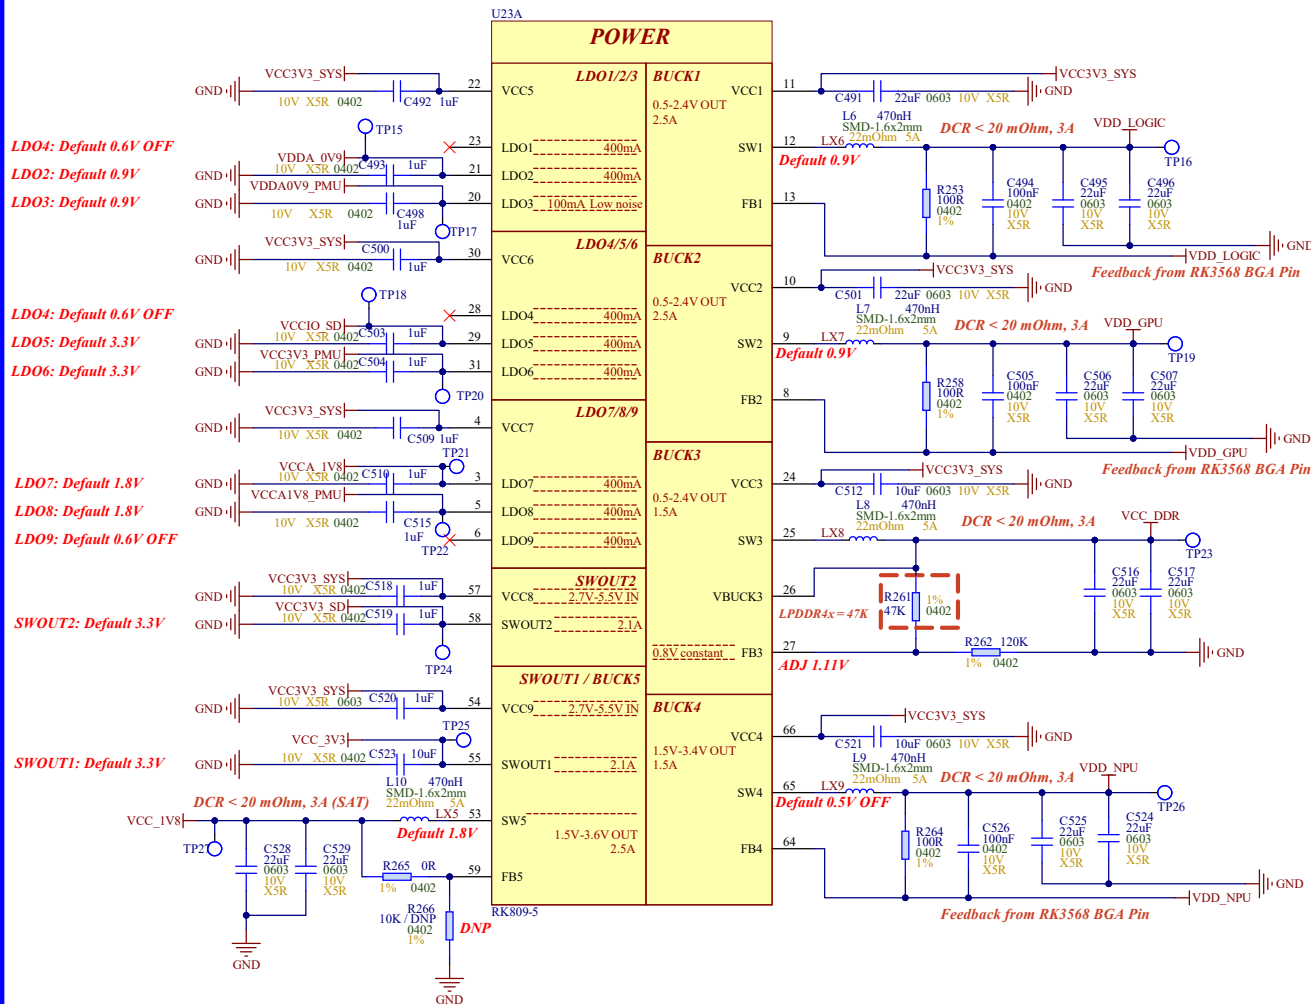 U23A
POWER
LDO1/2/3
VCC3V3_SYS
GND
10V X5R 0402 C492 1uF
22 VCC5
TP15
LDO4: Default 0.6V OFF
23 LDO1 400mA
VDDA_0V9
10V X5R 0402 C493 1uF
LDO2: Default 0.9V
GND
21 LDO2 400mA
VDDA0V9_PMU
LDO3: Default 0.9V
GND
20 LDO3 100mA Low noise
10V X5R 0402 C498
1uF
TP17
LDO4/5/6
VCC3V3_SYS
C500
GND
10V X5R 0402 1uF
30 VCC6
TP18
LDO4: Default 0.6V OFF
28 LDO4 400mA
VCCIO_SD
10V X5R 0402 C503 1uF
LDO5: Default 3.3V
GND
29 LDO5 400mA
VCC3V3_PMU
10V X5R 0402 C504 1uF
LDO6: Default 3.3V
GND
31 LDO6 400mA
TP20
LDO7/8/9
VCC3V3_SYS
GND
10V X5R 0402 C509 1uF
4 VCC7
TP21
VCCA_1V8
10V X5R 0402 C510 1uF
LDO7: Default 1.8V
GND
3 LDO7 400mA
VCCA1V8_PMU
LDO8: Default 1.8V
GND
5 LDO8 400mA
10V X5R 0402 C515
1uF
TP22
LDO9: Default 0.6V OFF
6 LDO9 400mA
SWOUT2
VCC3V3_SYS
10V X5R 0402 C518 1uF
GND
57 VCC8 2.7V-5.5V IN
VCC3V3_SD
10V X5R 0402 C519 1uF
SWOUT2: Default 3.3V
GND
58 SWOUT2 2.1A
TP24
SWOUT1 / BUCK5
VCC3V3_SYS
10V X5R 0603 C520 1uF
GND
54 VCC9 2.7V-5.5V IN
TP25
VCC_3V3
10V X5R 0402 C523 10uF
SWOUT1: Default 3.3V
GND
55 SWOUT1 2.1A
L10 470nH
SMD-1.6x2mm
22mOhm 5A
DCR < 20 mOhm, 3A (SAT)
VCC_1V8
LX5 53 SW5
Default 1.8V
1.5V-3.6V OUT
2.5A
TP27
C528
22uF
0603
10V
X5R
C529
22uF
0603
10V
X5R
R265 0R
1% 0402
59 FB5
R266
10K / DNP
0402
1%
DNP
GND
GND
RK809-5
BUCK1
0.5-2.4V OUT
2.5A
VCC1 11
VCC3V3_SYS
C491 22uF 0603 10V X5R
GND
L6 470nH
SMD-1.6x2mm
22mOhm 5A
DCR < 20 mOhm, 3A
VDD_LOGIC
SW1 12 LX6
Default 0.9V
TP16
R253
100R
0402
1%
C494
100nF
0402
10V
X5R
C495
22uF
0603
10V
X5R
C496
22uF
0603
10V
X5R
FB1 13
GND
VDD_LOGIC
Feedback from RK3568 BGA Pin
BUCK2
0.5-2.4V OUT
2.5A
VCC2 10
VCC3V3_SYS
C501 22uF 0603 10V X5R
GND
L7 470nH
SMD-1.6x2mm
22mOhm 5A
DCR < 20 mOhm, 3A
VDD_GPU
SW2 9 LX7
Default 0.9V
TP19
R258
100R
0402
1%
C505
100nF
0402
10V
X5R
C506
22uF
0603
10V
X5R
C507
22uF
0603
10V
X5R
FB2 8
GND
VDD_GPU
Feedback from RK3568 BGA Pin
BUCK3
0.5-2.4V OUT
1.5A
VCC3 24
VCC3V3_SYS
C512 10uF 0603 10V X5R
GND
L8 470nH
SMD-1.6x2mm
22mOhm 5A
DCR < 20 mOhm, 3A
VCC_DDR
SW3 25 LX8
TP23
VBUCK3 26
LPDDR4x = 47K
R261
47K
1%
0402
C516
22uF
0603
10V
X5R
C517
22uF
0603
10V
X5R
0.8V constant FB3 27
ADJ 1.11V
R262 120K
1% 0402
GND
BUCK4
1.5V-3.4V OUT
1.5A
VCC4 66
VCC3V3_SYS
C521 10uF 0603 10V X5R
GND
L9 470nH
SMD-1.6x2mm
22mOhm 5A
DCR < 20 mOhm, 3A
VDD_NPU
SW4 65 LX9
Default 0.5V OFF
TP26
R264
100R
0402
1%
C526
100nF
0402
10V
X5R
C525
22uF
0603
10V
X5R
C524
22uF
0603
10V
X5R
FB4 64
GND
VDD_NPU
Feedback from RK3568 BGA Pin